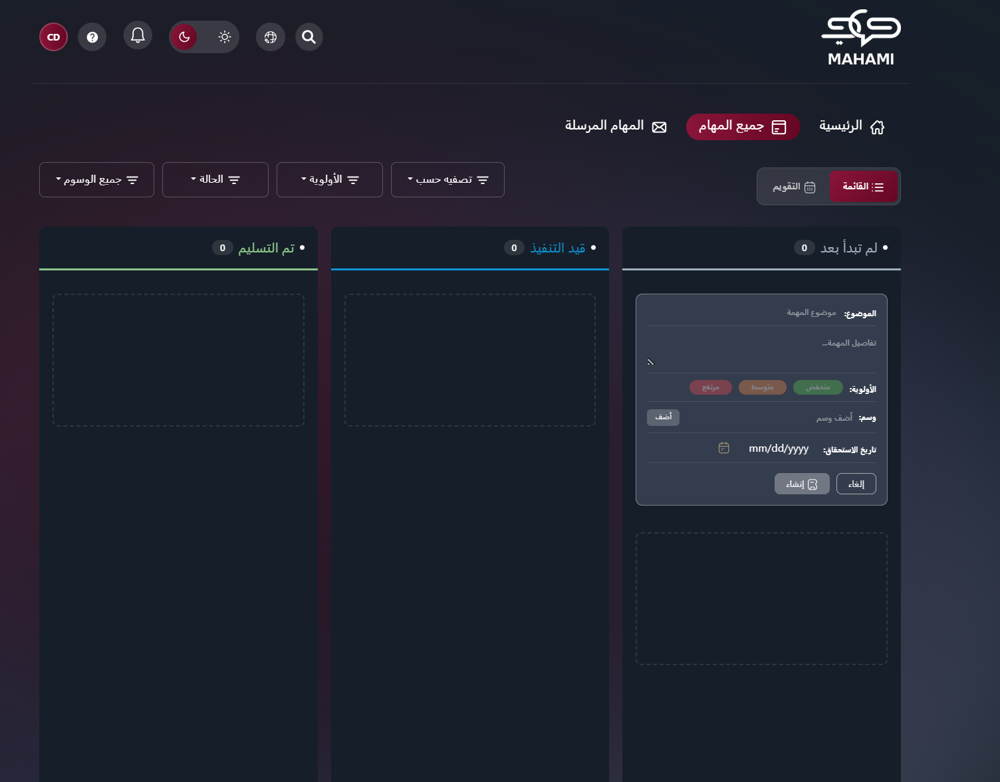 مهامي
MAHAMI
CD
الرئيسية
جميع المهام
المهام المرسلة
القائمة
التقويم
تصفيه حسب
الأولوية
الحالة
جميع الوسوم
لم تبدأ بعد 0
الموضوع: موضوع المهمة
تفاصيل المهمة...
الأولوية: منخفض متوسط مرتفع
وسم: أضف وسم أضف
تاريخ الاستحقاق: mm/dd/yyyy
إلغاء إنشاء
قيد التنفيذ 0
تم التسليم 0